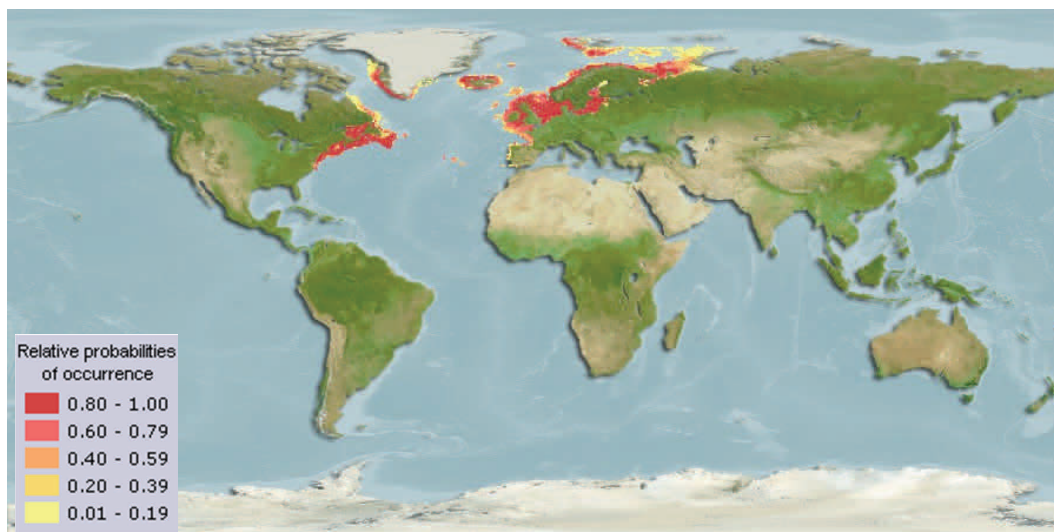 Relative probabilities
of occurrence
0.80 - 1.00
0.60 - 0.79
0.40 - 0.59
0.20 - 0.39
0.01 - 0.19